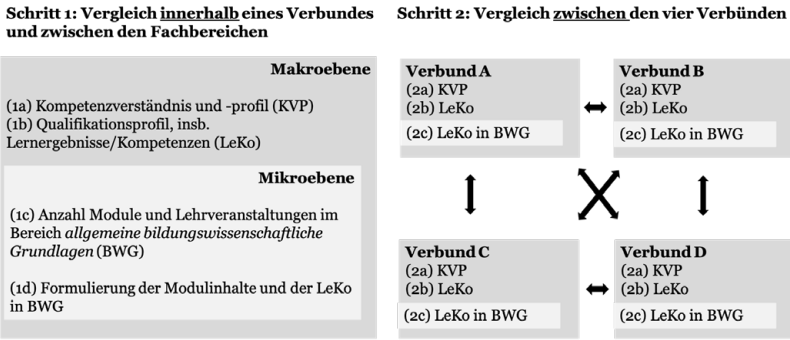 Schritt 1: Vergleich innerhalb eines Verbundes
und zwischen den Fachbereichen
Makroebene
(1a) Kompetenzverständnis und -profil (KVP)
(1b) Qualifikationsprofil, insb.
Lernergebnisse/Kompetenzen (LeKo)
Mikroebene
(1c) Anzahl Module und Lehrveranstaltungen im
Bereich allgemeine bildungswissenschaftliche
Grundlagen (BWG)
(1d) Formulierung der Modulinhalte und der LeKo
in BWG
Schritt 2: Vergleich zwischen den vier Verbünden
Verbund A
(2a) KVP
(2b) LeKo
(2c) LeKo in BWG
Verbund B
(2a) KVP
(2b) LeKo
(2c) LeKo in BWG
Verbund C
(2a) KVP
(2b) LeKo
(2c) LeKo in BWG
Verbund D
(2a) KVP
(2b) LeKo
(2c) LeKo in BWG